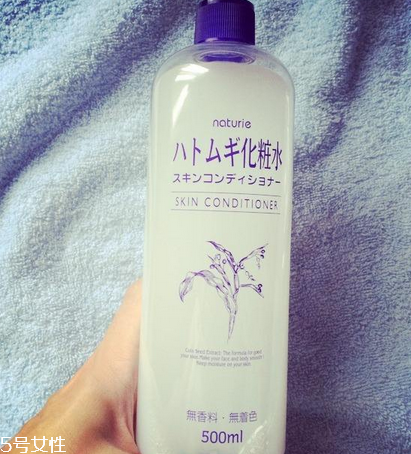 naturie
ハトムギ化粧水
スキンコンディショナー
SKIN CONDITIONER
無香料・無着色
500ml
5号女性